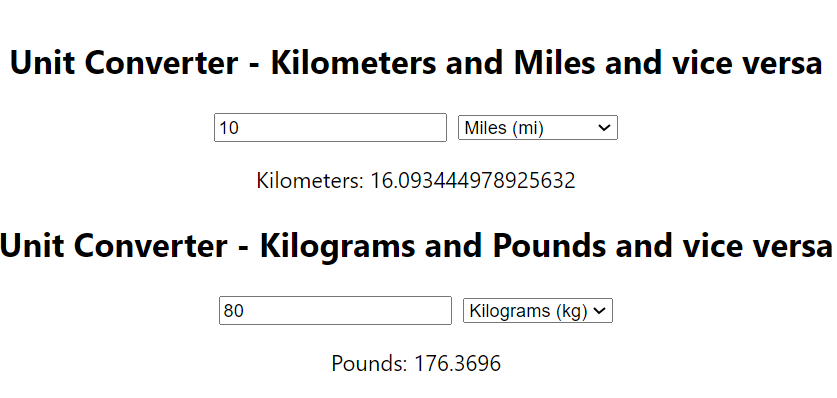 Unit Converter - Kilometers and Miles and vice versa
10 Miles (mi)
Kilometers: 16.093444978925632
Unit Converter - Kilograms and Pounds and vice versa
80 Kilograms (kg)
Pounds: 176.3696